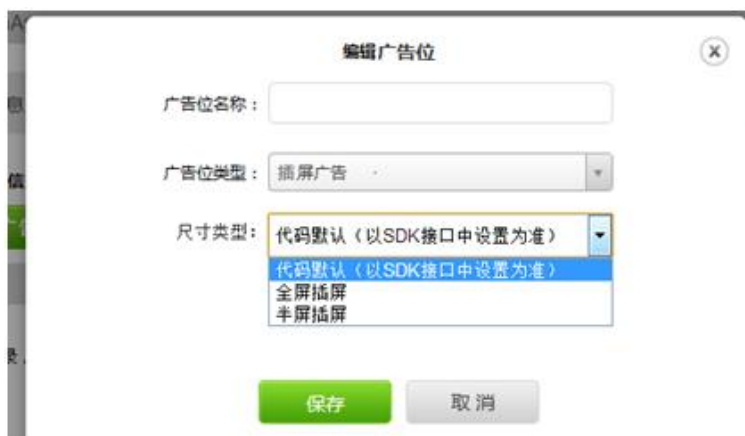 编辑广告位
广告位名称：
广告位类型： 插屏广告
尺寸类型： 代码默认（以SDK接口中设置为准）
代码默认（以SDK接口中设置为准）
全屏插屏
半屏插屏
保存 取消